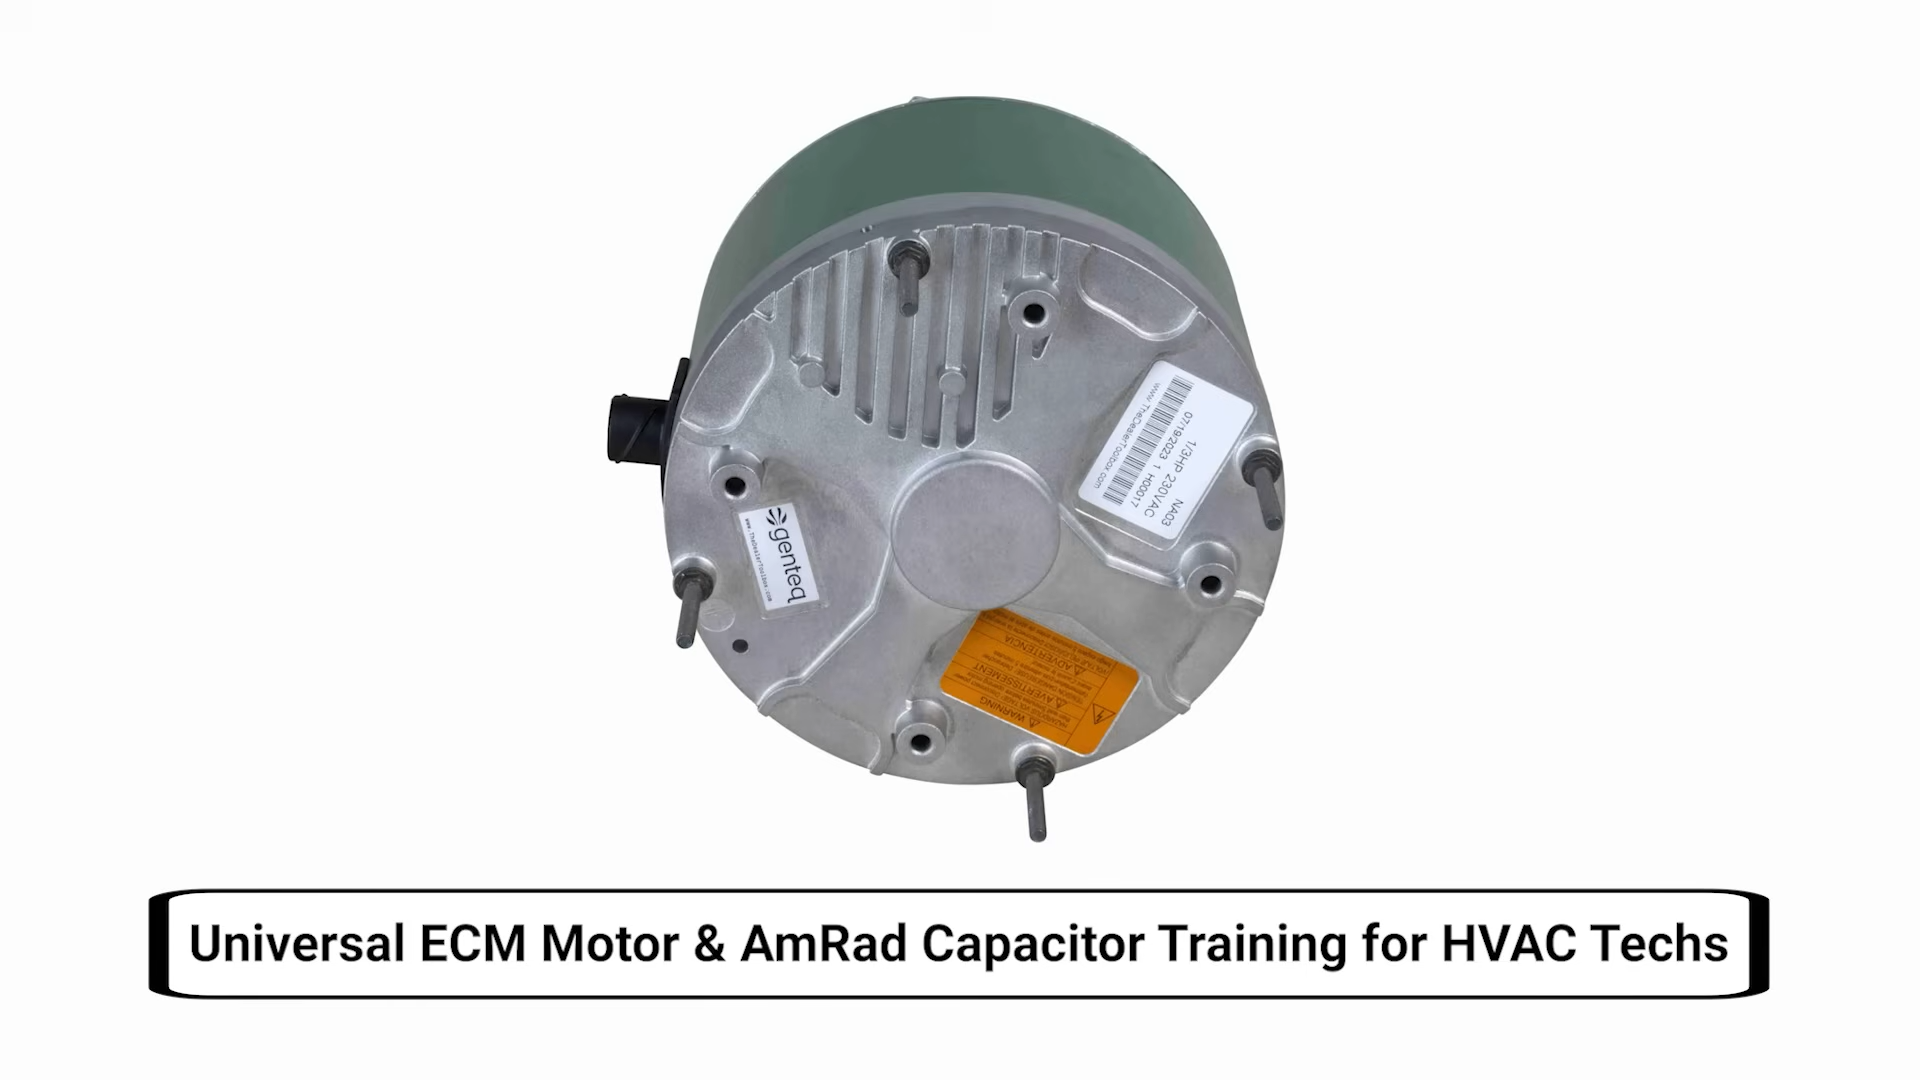 www.TheDealerToolbox.com
07/19/2023 1 H00017
1/3HP 230VAC
NA03
genteq
www.TheDealerToolbox.com
WARNING
AVERTISSEMENT
ADVERTENCIA
Universal ECM Motor & AmRad Capacitor Training for HVAC Techs